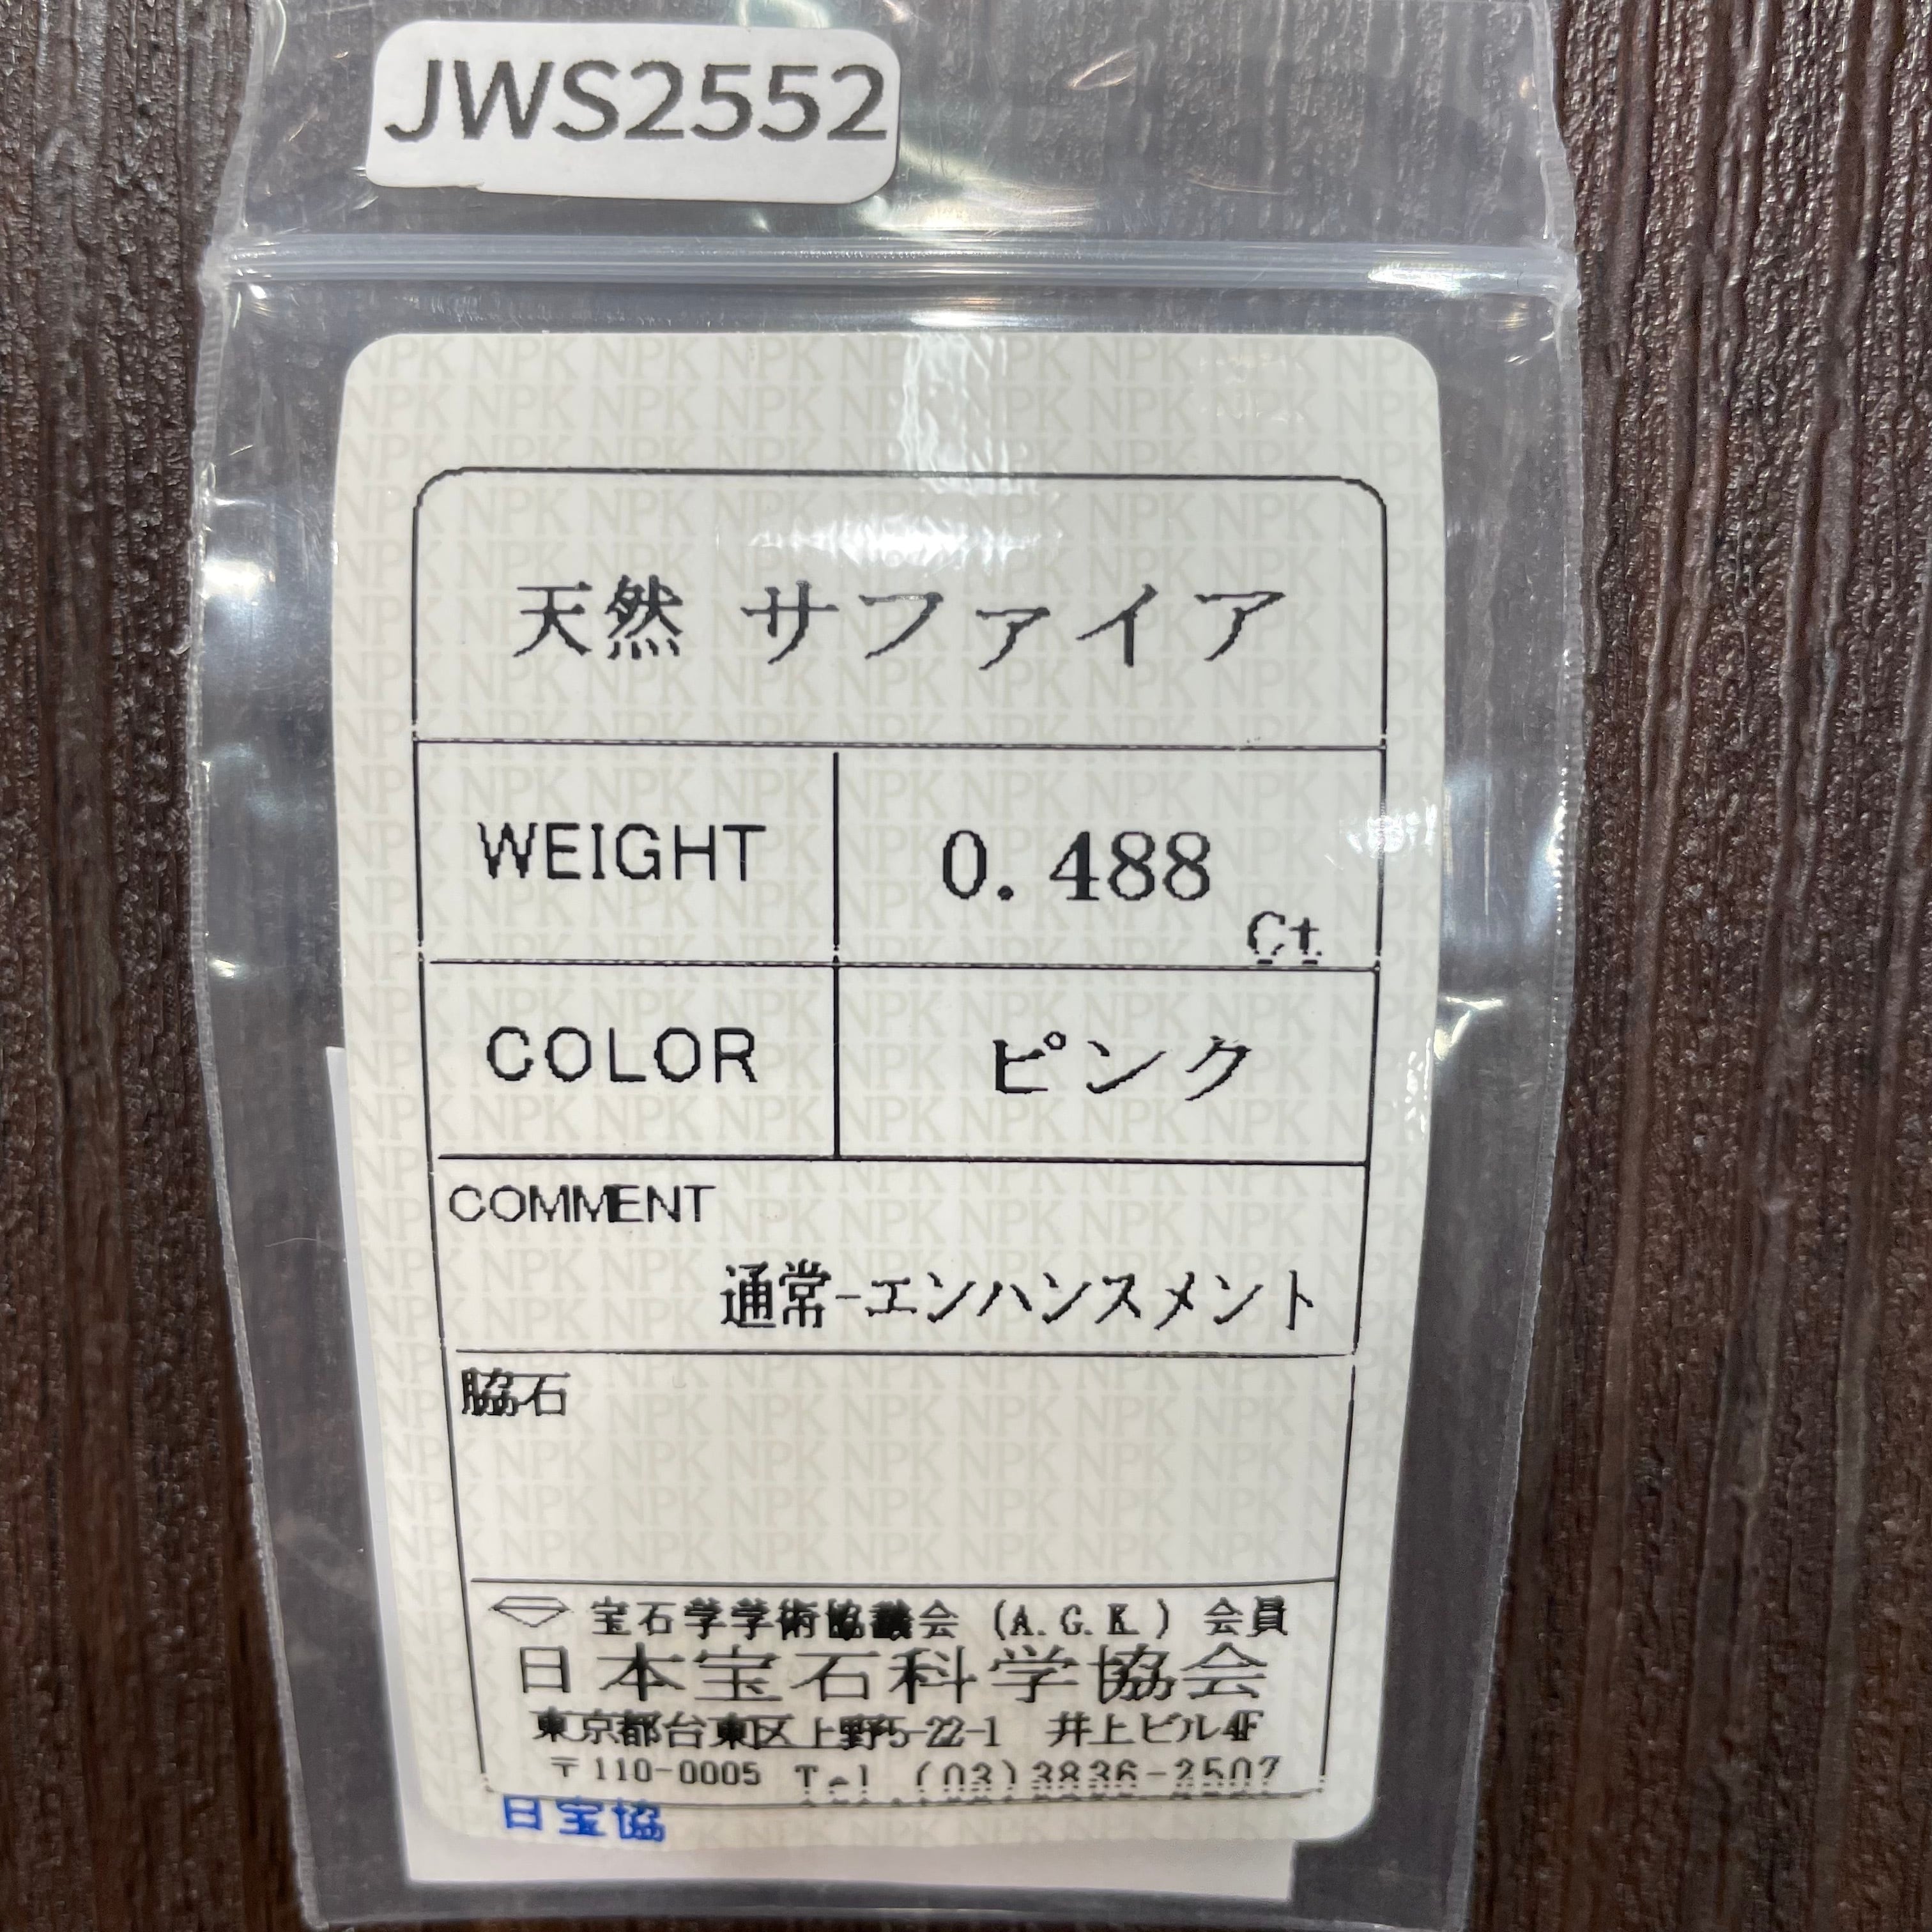 JWS2552
天然 サファイア
WEIGHT 0.488 Ct.
COLOR ピンク
COMMENT
通常-エンハンスメント
脇石
宝石学学術協議会 (A.G.K.) 会員
日本宝石科学協会
東京都台東区上野5-22-1 井上ビル4F
〒110-0005 Tel.(03)3836-2507
日宝協